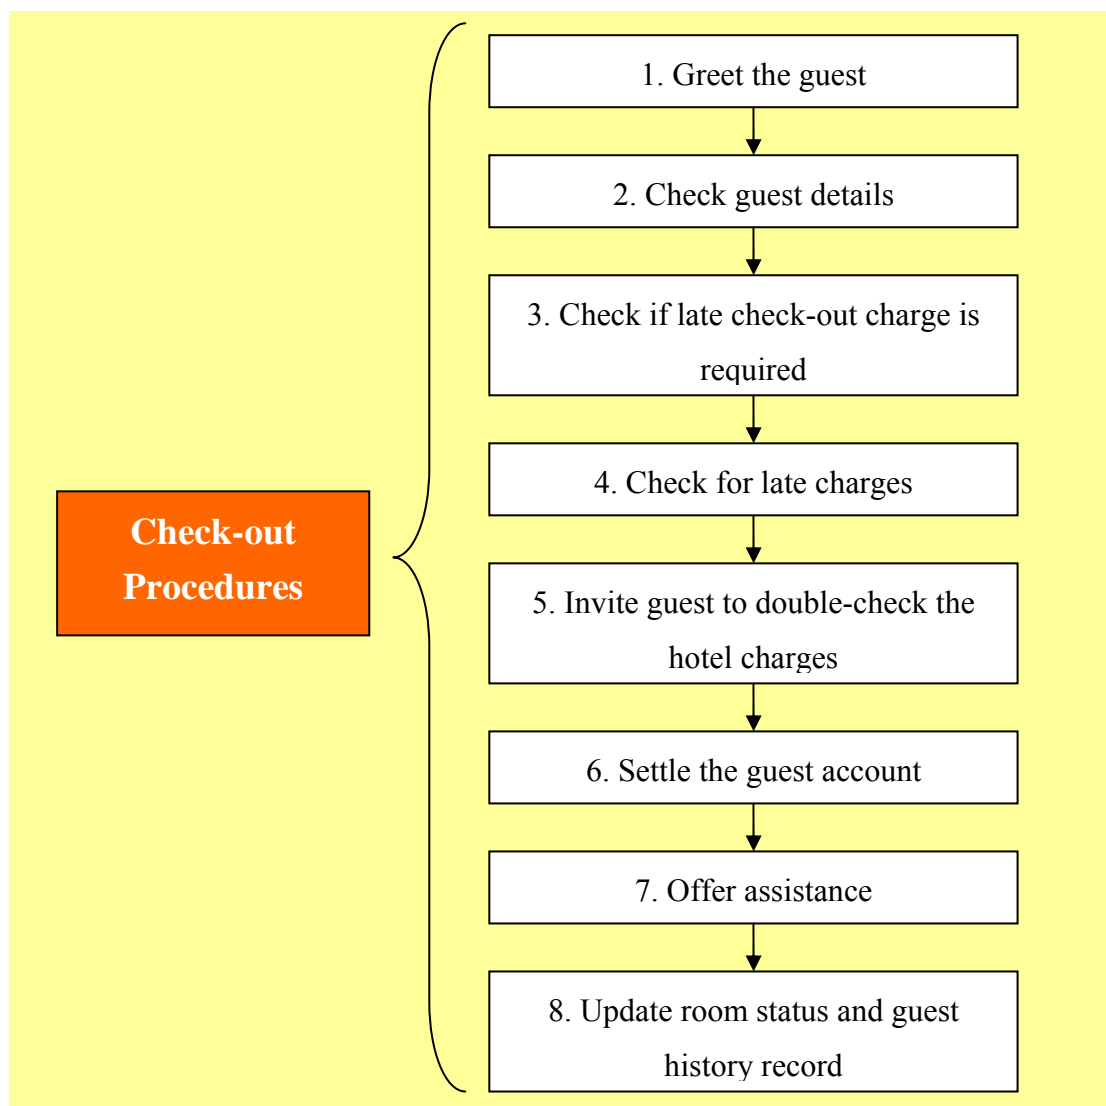 1. Greet the guest
2. Check guest details
3. Check if late check-out charge is
required
4. Check for late charges
Check-out
Procedures
5. Invite guest to double-check the
hotel charges
6. Settle the guest account
7. Offer assistance
8. Update room status and guest
history record